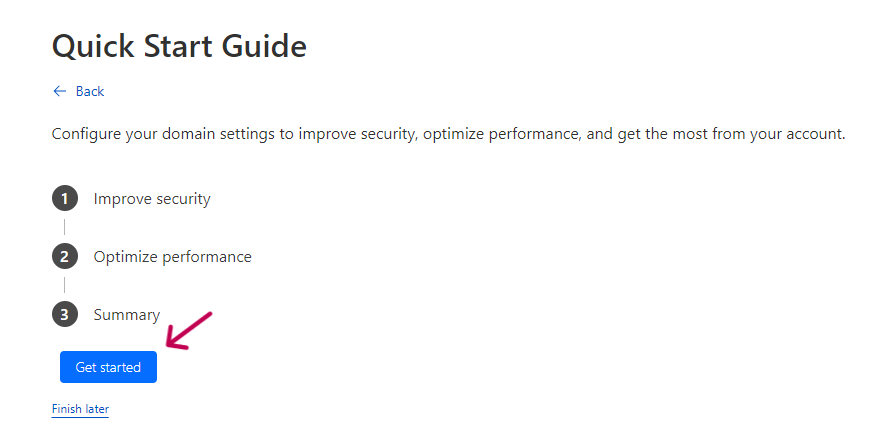 Quick Start Guide
← Back
Configure your domain settings to improve security, optimize performance, and get the most from your account.
1 Improve security
2 Optimize performance
3 Summary
Get started
Finish later